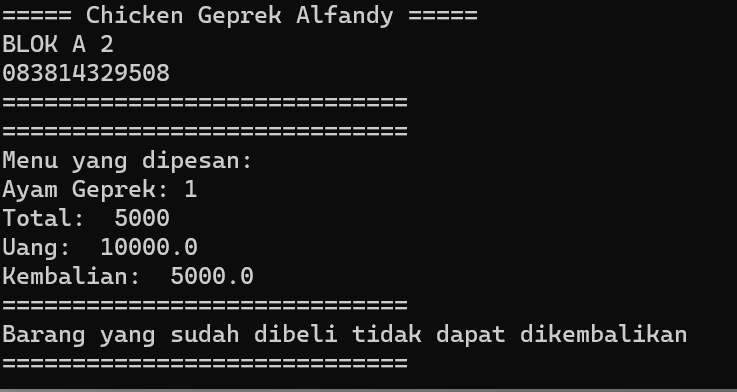 ===== Chicken Geprek Alfandy =====
BLOK A 2
083814329508
=============================
=============================
Menu yang dipesan:
Ayam Geprek: 1
Total:  5000
Uang:  10000.0
Kembalian:  5000.0
=============================
Barang yang sudah dibeli tidak dapat dikembalikan
=============================